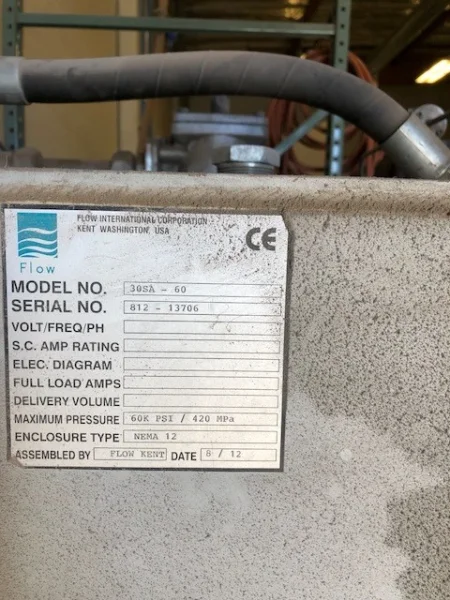 FLOW INTERNATIONAL CORPORATION
KENT WASHINGTON, USA
CE
Flow
MODEL NO. 30SA - 60
SERIAL NO. 812 - 13706
VOLT/FREQ/PH
S.C. AMP RATING
ELEC. DIAGRAM
FULL LOAD AMPS
DELIVERY VOLUME
MAXIMUM PRESSURE 60K PSI / 420 MPa
ENCLOSURE TYPE NEMA 12
ASSEMBLED BY FLOW KENT DATE 8 / 12